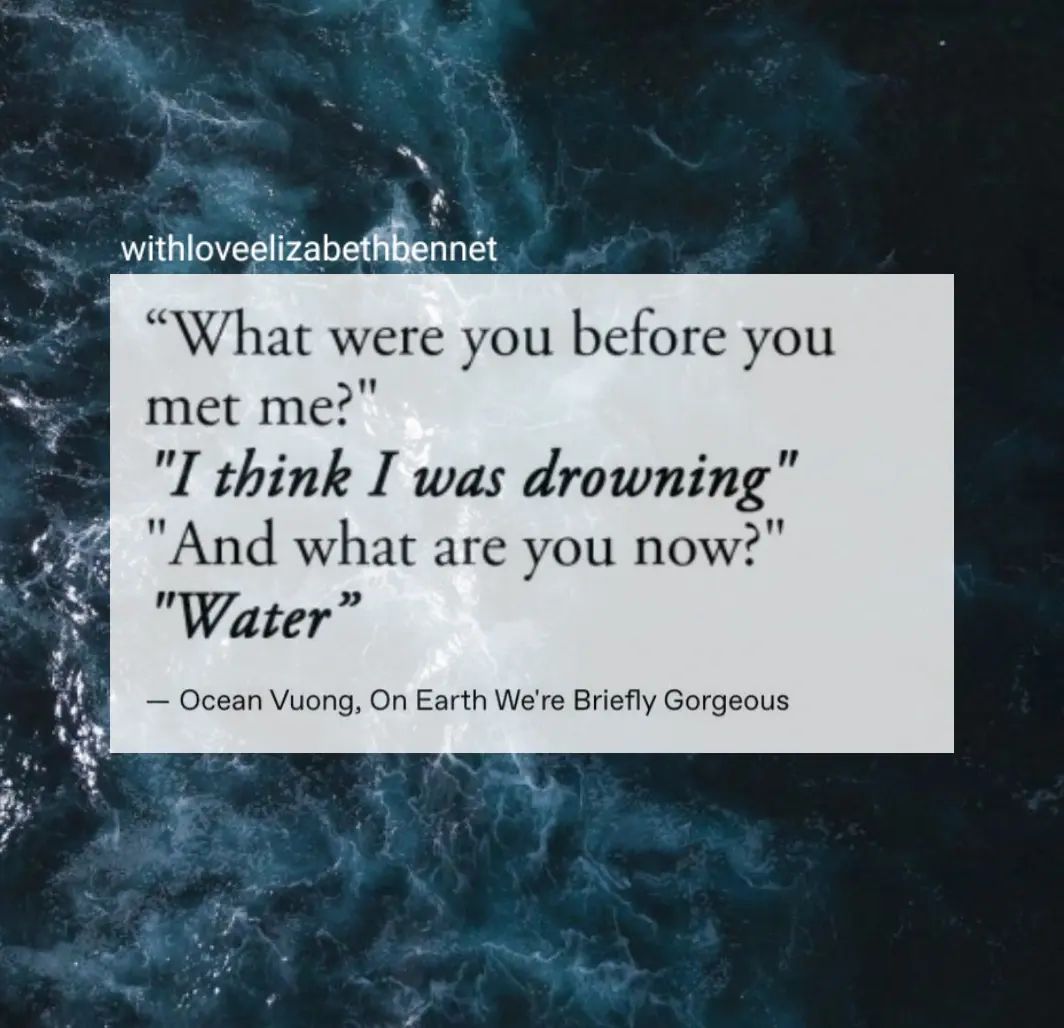 withloveelizabethbennet
“What were you before you
met me?"
"I think I was drowning"
"And what are you now?"
"Water”
— Ocean Vuong, On Earth We're Briefly Gorgeous